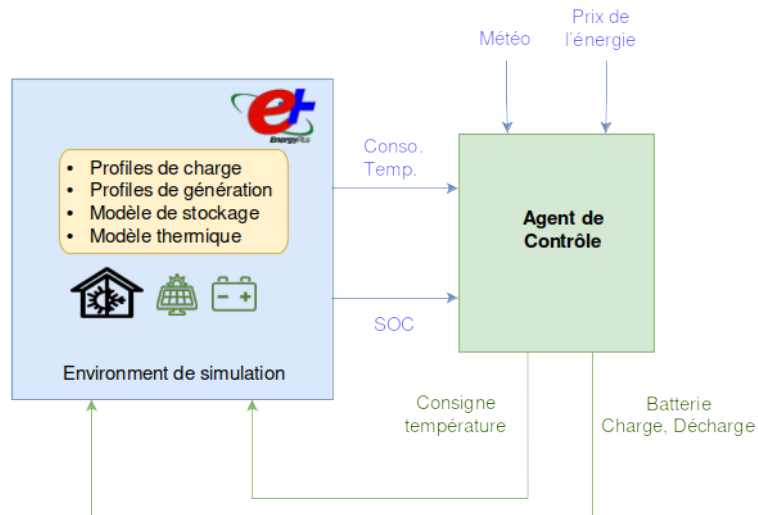 Météo
Prix de
l'énergie
e+
EnergyPlus
• Profiles de charge
• Profiles de génération
• Modèle de stockage
• Modèle thermique
Conso.
Temp.
Agent de
Contrôle
SOC
Environment de simulation
Consigne
température
Batterie
Charge, Décharge